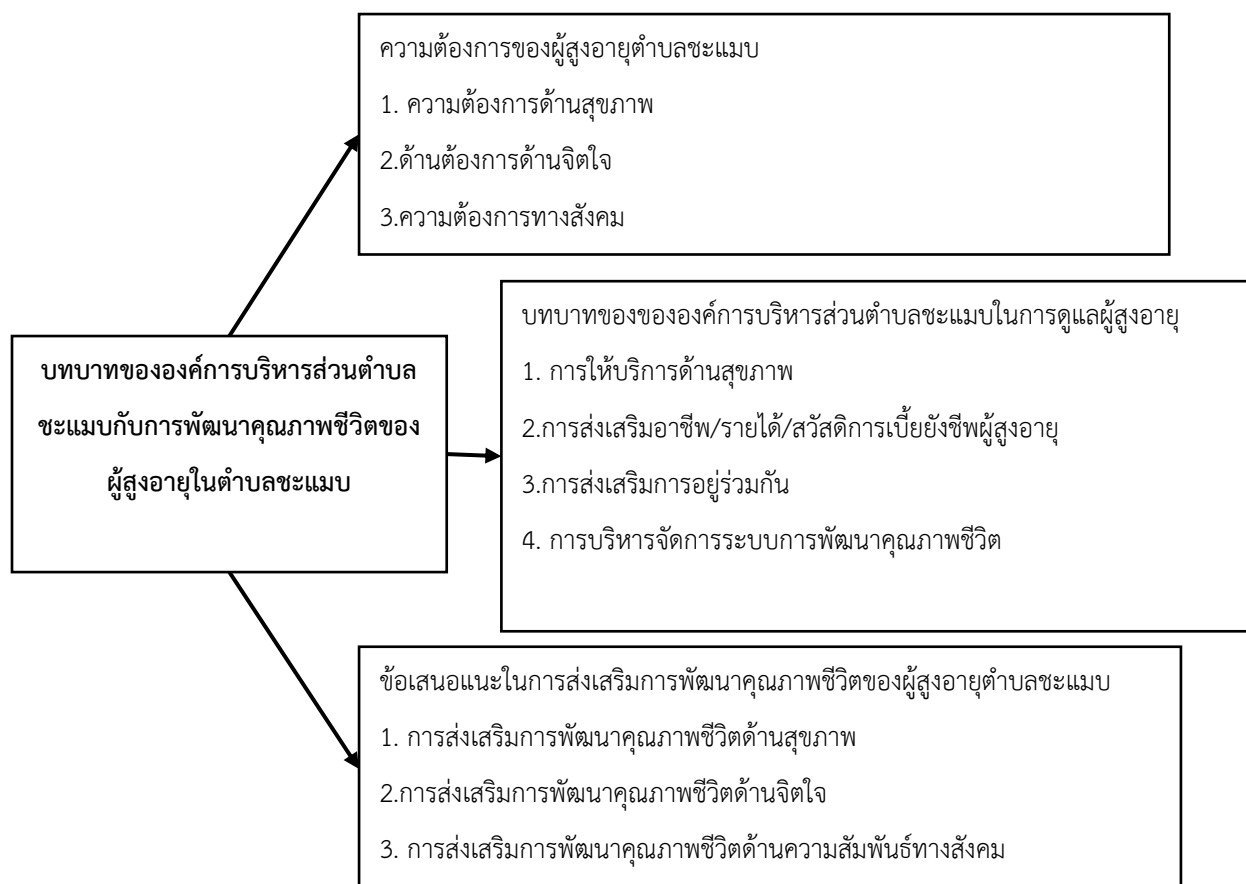 ความต้องการของผู้สูงอายุตำบลชะแมบ
1. ความต้องการด้านสุขภาพ
2.ด้านต้องการด้านจิตใจ
3.ความต้องการทางสังคม
บทบาทขององค์การบริหารส่วนตำบล
ชะแมบกับการพัฒนาคุณภาพชีวิตของ
ผู้สูงอายุในตำบลชะแมบ
บทบาทของขององค์การบริหารส่วนตำบลชะแมบในการดูแลผู้สูงอายุ
1. การให้บริการด้านสุขภาพ
2.การส่งเสริมอาชีพ/รายได้/สวัสดิการเบี้ยยังชีพผู้สูงอายุ
3.การส่งเสริมการอยู่ร่วมกัน
4. การบริหารจัดการระบบการพัฒนาคุณภาพชีวิต
ข้อเสนอแนะในการส่งเสริมการพัฒนาคุณภาพชีวิตของผู้สูงอายุตำบลชะแมบ
1. การส่งเสริมการพัฒนาคุณภาพชีวิตด้านสุขภาพ
2.การส่งเสริมการพัฒนาคุณภาพชีวิตด้านจิตใจ
3. การส่งเสริมการพัฒนาคุณภาพชีวิตด้านความสัมพันธ์ทางสังคม